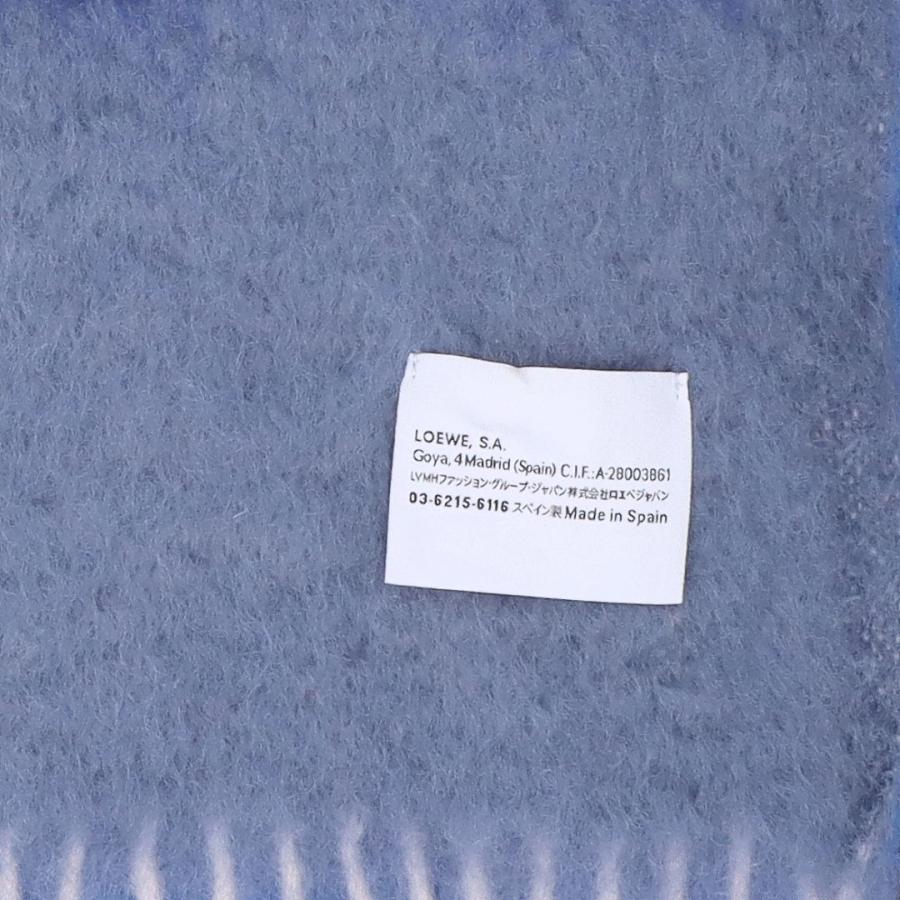 LOEWE, S.A.
Goya, 4 Madrid (Spain) C.I.F.:A-28003861
LVMHファッション・グループ・ジャパン株式会社ロエベジャパン
03-6215-6116 スペイン製 Made in Spain